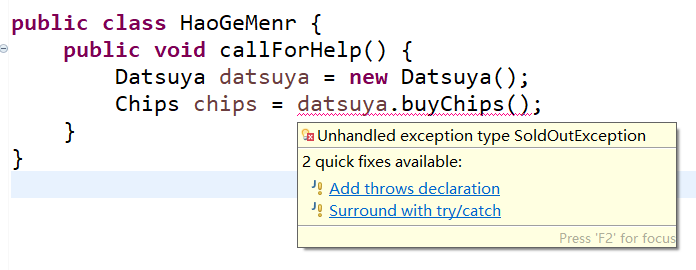 public class HaoGeMenr {
public void callForHelp() {
Datsuya datsuya = new Datsuya();
Chips chips = datsuya.buyChips();
}
}
Unhandled exception type SoldOutException
2 quick fixes available:
Add throws declaration
Surround with try/catch
Press 'F2' for focus